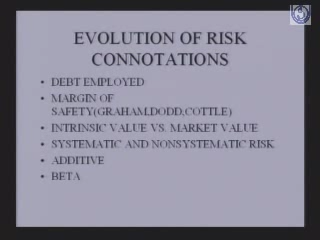 EVOLUTION OF RISK
CONNOTATIONS
• DEBT EMPLOYED
• MARGIN OF
SAFETY(GRAHAM,DODD,COTTLE)
• INTRINSIC VALUE VS. MARKET VALUE
• SYSTEMATIC AND NONSYSTEMATIC RISK
• ADDITIVE
• BETA